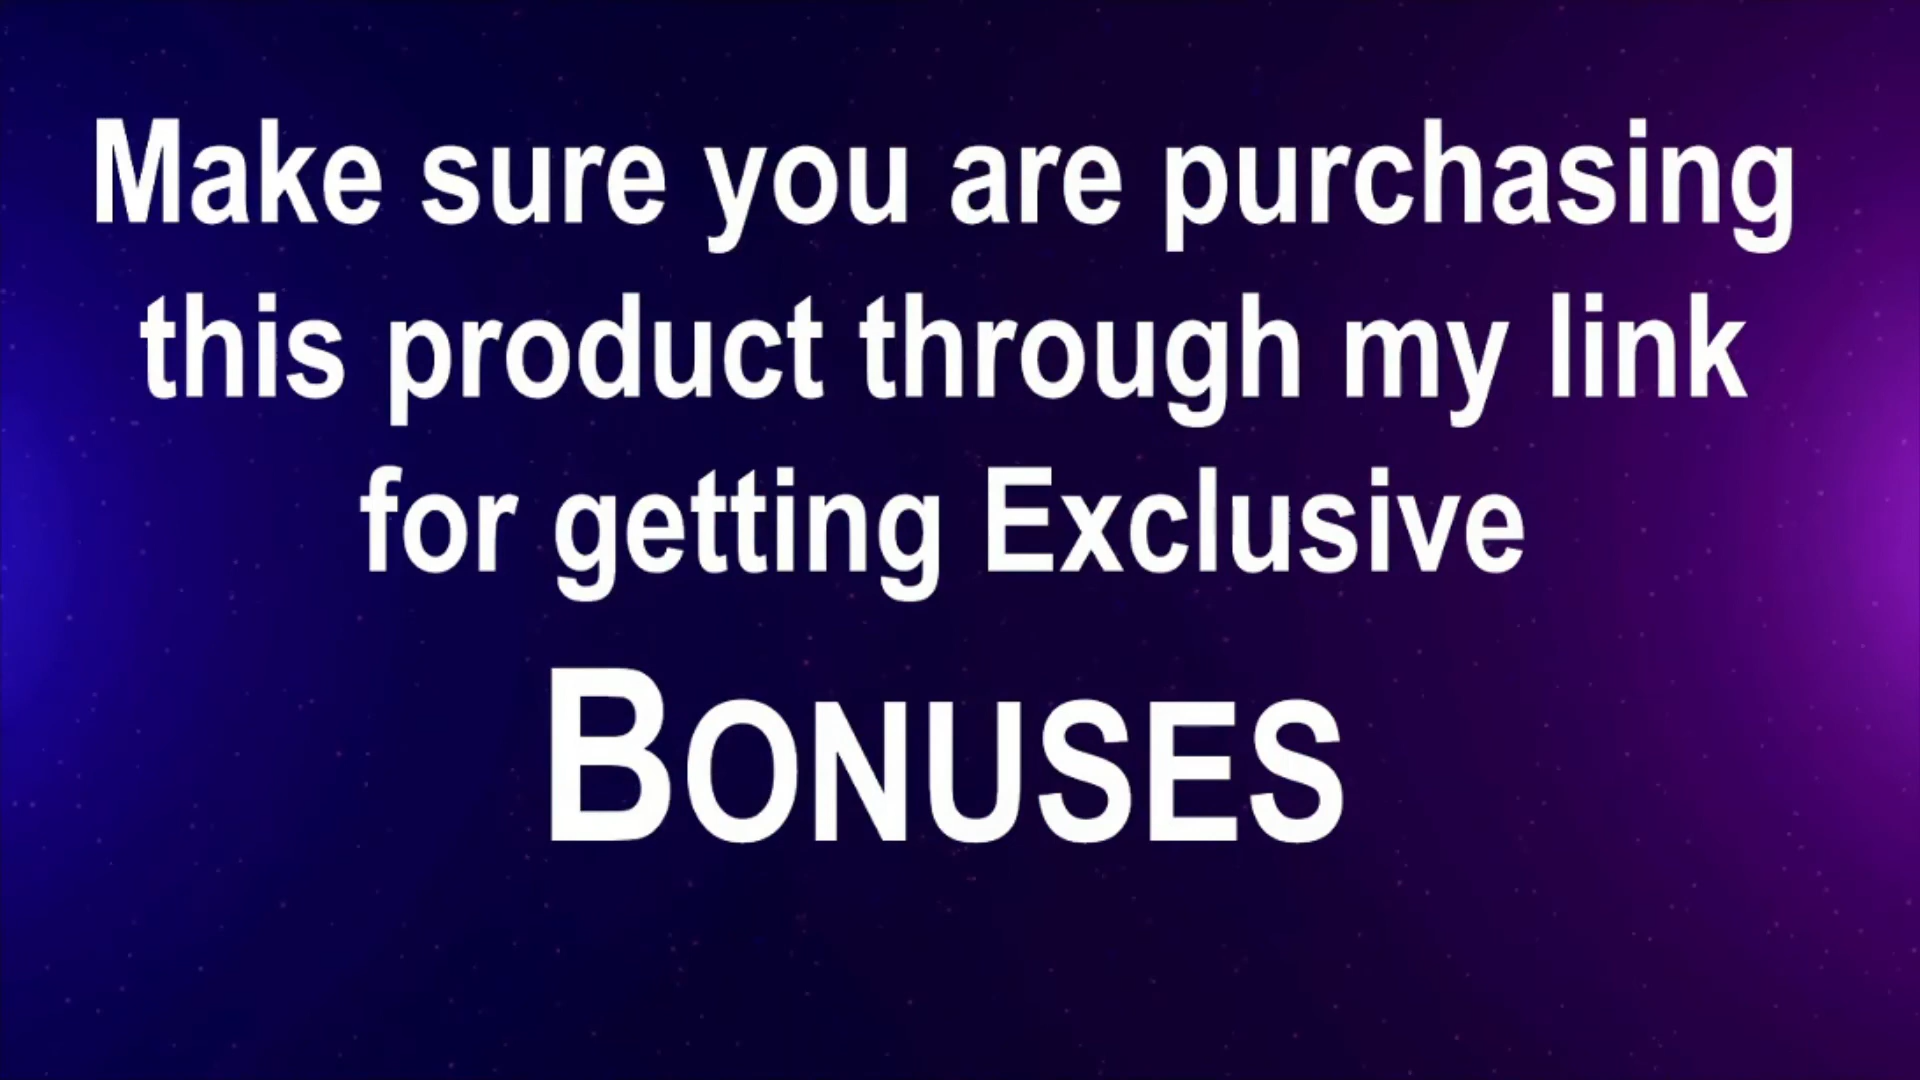 Make sure you are purchasing
this product through my link
for getting Exclusive
BONUSES